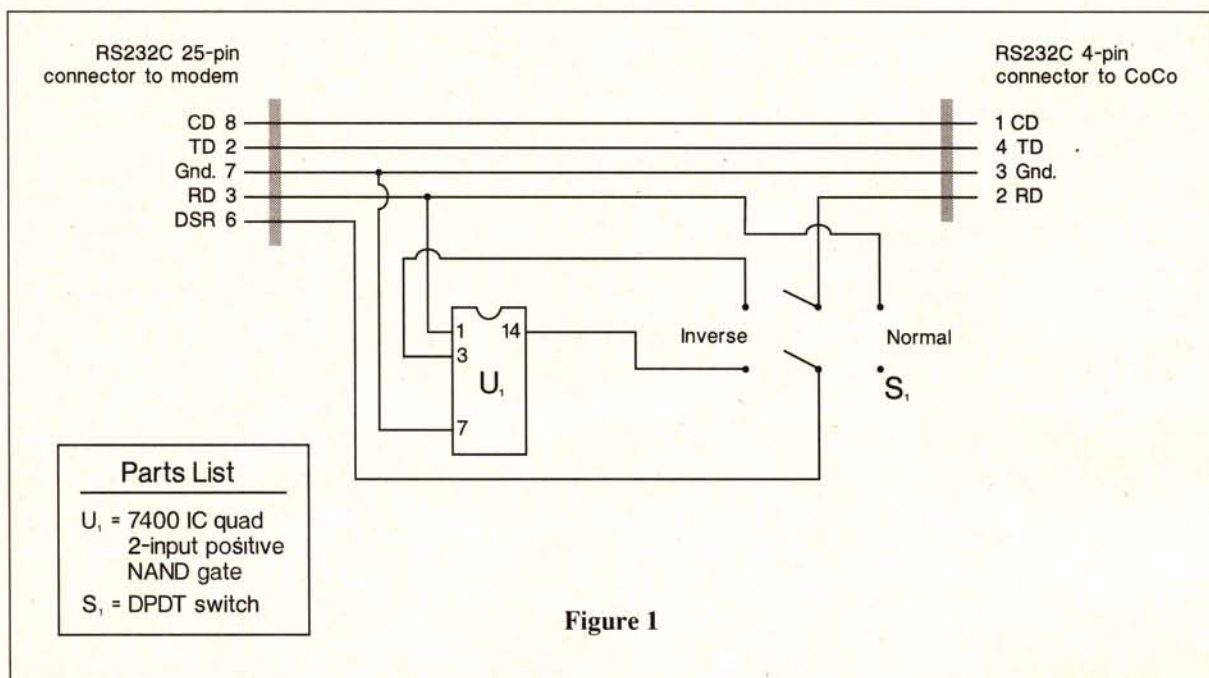 RS232C 25-pin
connector to modem
RS232C 4-pin
connector to CoCo
CD 8
TD 2
Gnd. 7
RD 3
DSR 6
1 CD
4 TD
3 Gnd.
2 RD
1
14
3
U₁
7
Inverse
Normal
S₁
Parts List
U₁ = 7400 IC quad
2-input positive
NAND gate
S₁ = DPDT switch
Figure 1